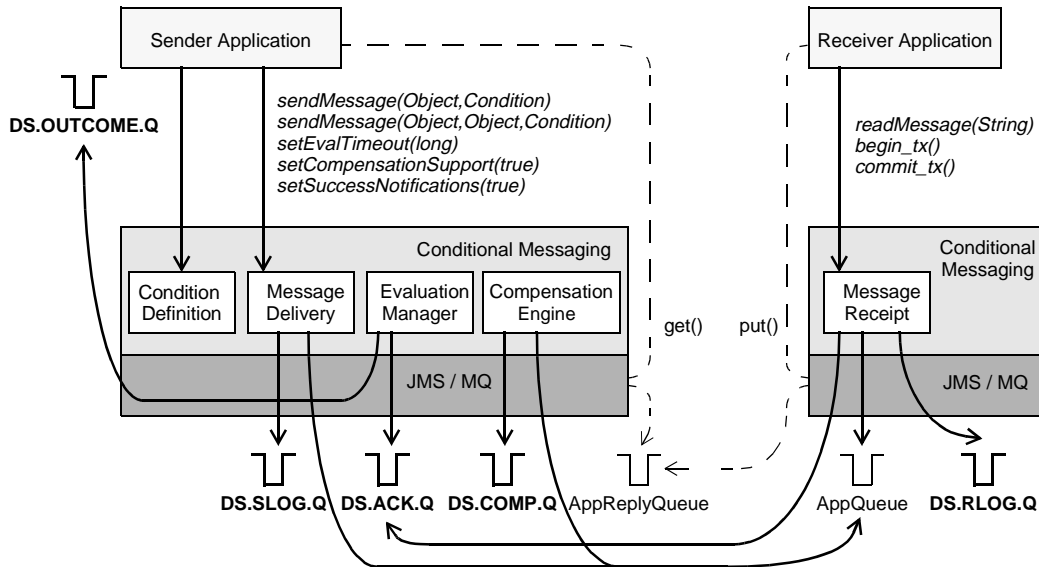 Sender Application
Receiver Application
DS.OUTCOME.Q
sendMessage(Object,Condition)
sendMessage(Object,Object,Condition)
setEvalTimeout(long)
setCompensationSupport(true)
setSuccessNotifications(true)
readMessage(String)
begin_tx()
commit_tx()
Conditional Messaging
Conditional
Messaging
Condition
Definition
Message
Delivery
Evaluation
Manager
Compensation
Engine
get()
put()
Message
Receipt
JMS / MQ
JMS / MQ
DS.SLOG.Q
DS.ACK.Q
DS.COMP.Q
AppReplyQueue
AppQueue
DS.RLOG.Q